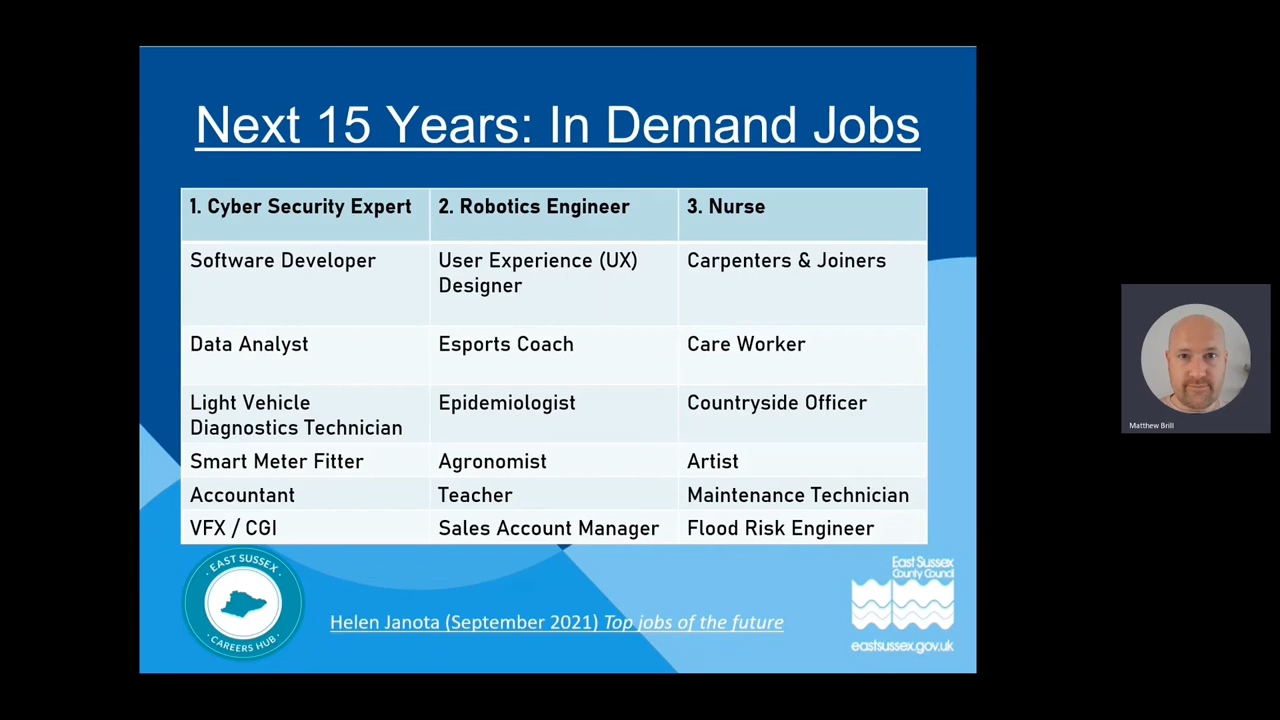 Next 15 Years: In Demand Jobs
1. Cyber Security Expert
2. Robotics Engineer
3. Nurse
Software Developer
User Experience (UX)
Designer
Carpenters & Joiners
Data Analyst
Esports Coach
Care Worker
Light Vehicle
Diagnostics Technician
Epidemiologist
Countryside Officer
Smart Meter Fitter
Agronomist
Artist
Accountant
Teacher
Maintenance Technician
VFX / CGI
Sales Account Manager
Flood Risk Engineer
· EAST SUSSEX ·
CAREERS HUB
Helen Janota (September 2021) Top jobs of the future
East Sussex
County Council
eastsussex.gov.uk
Matthew Brill